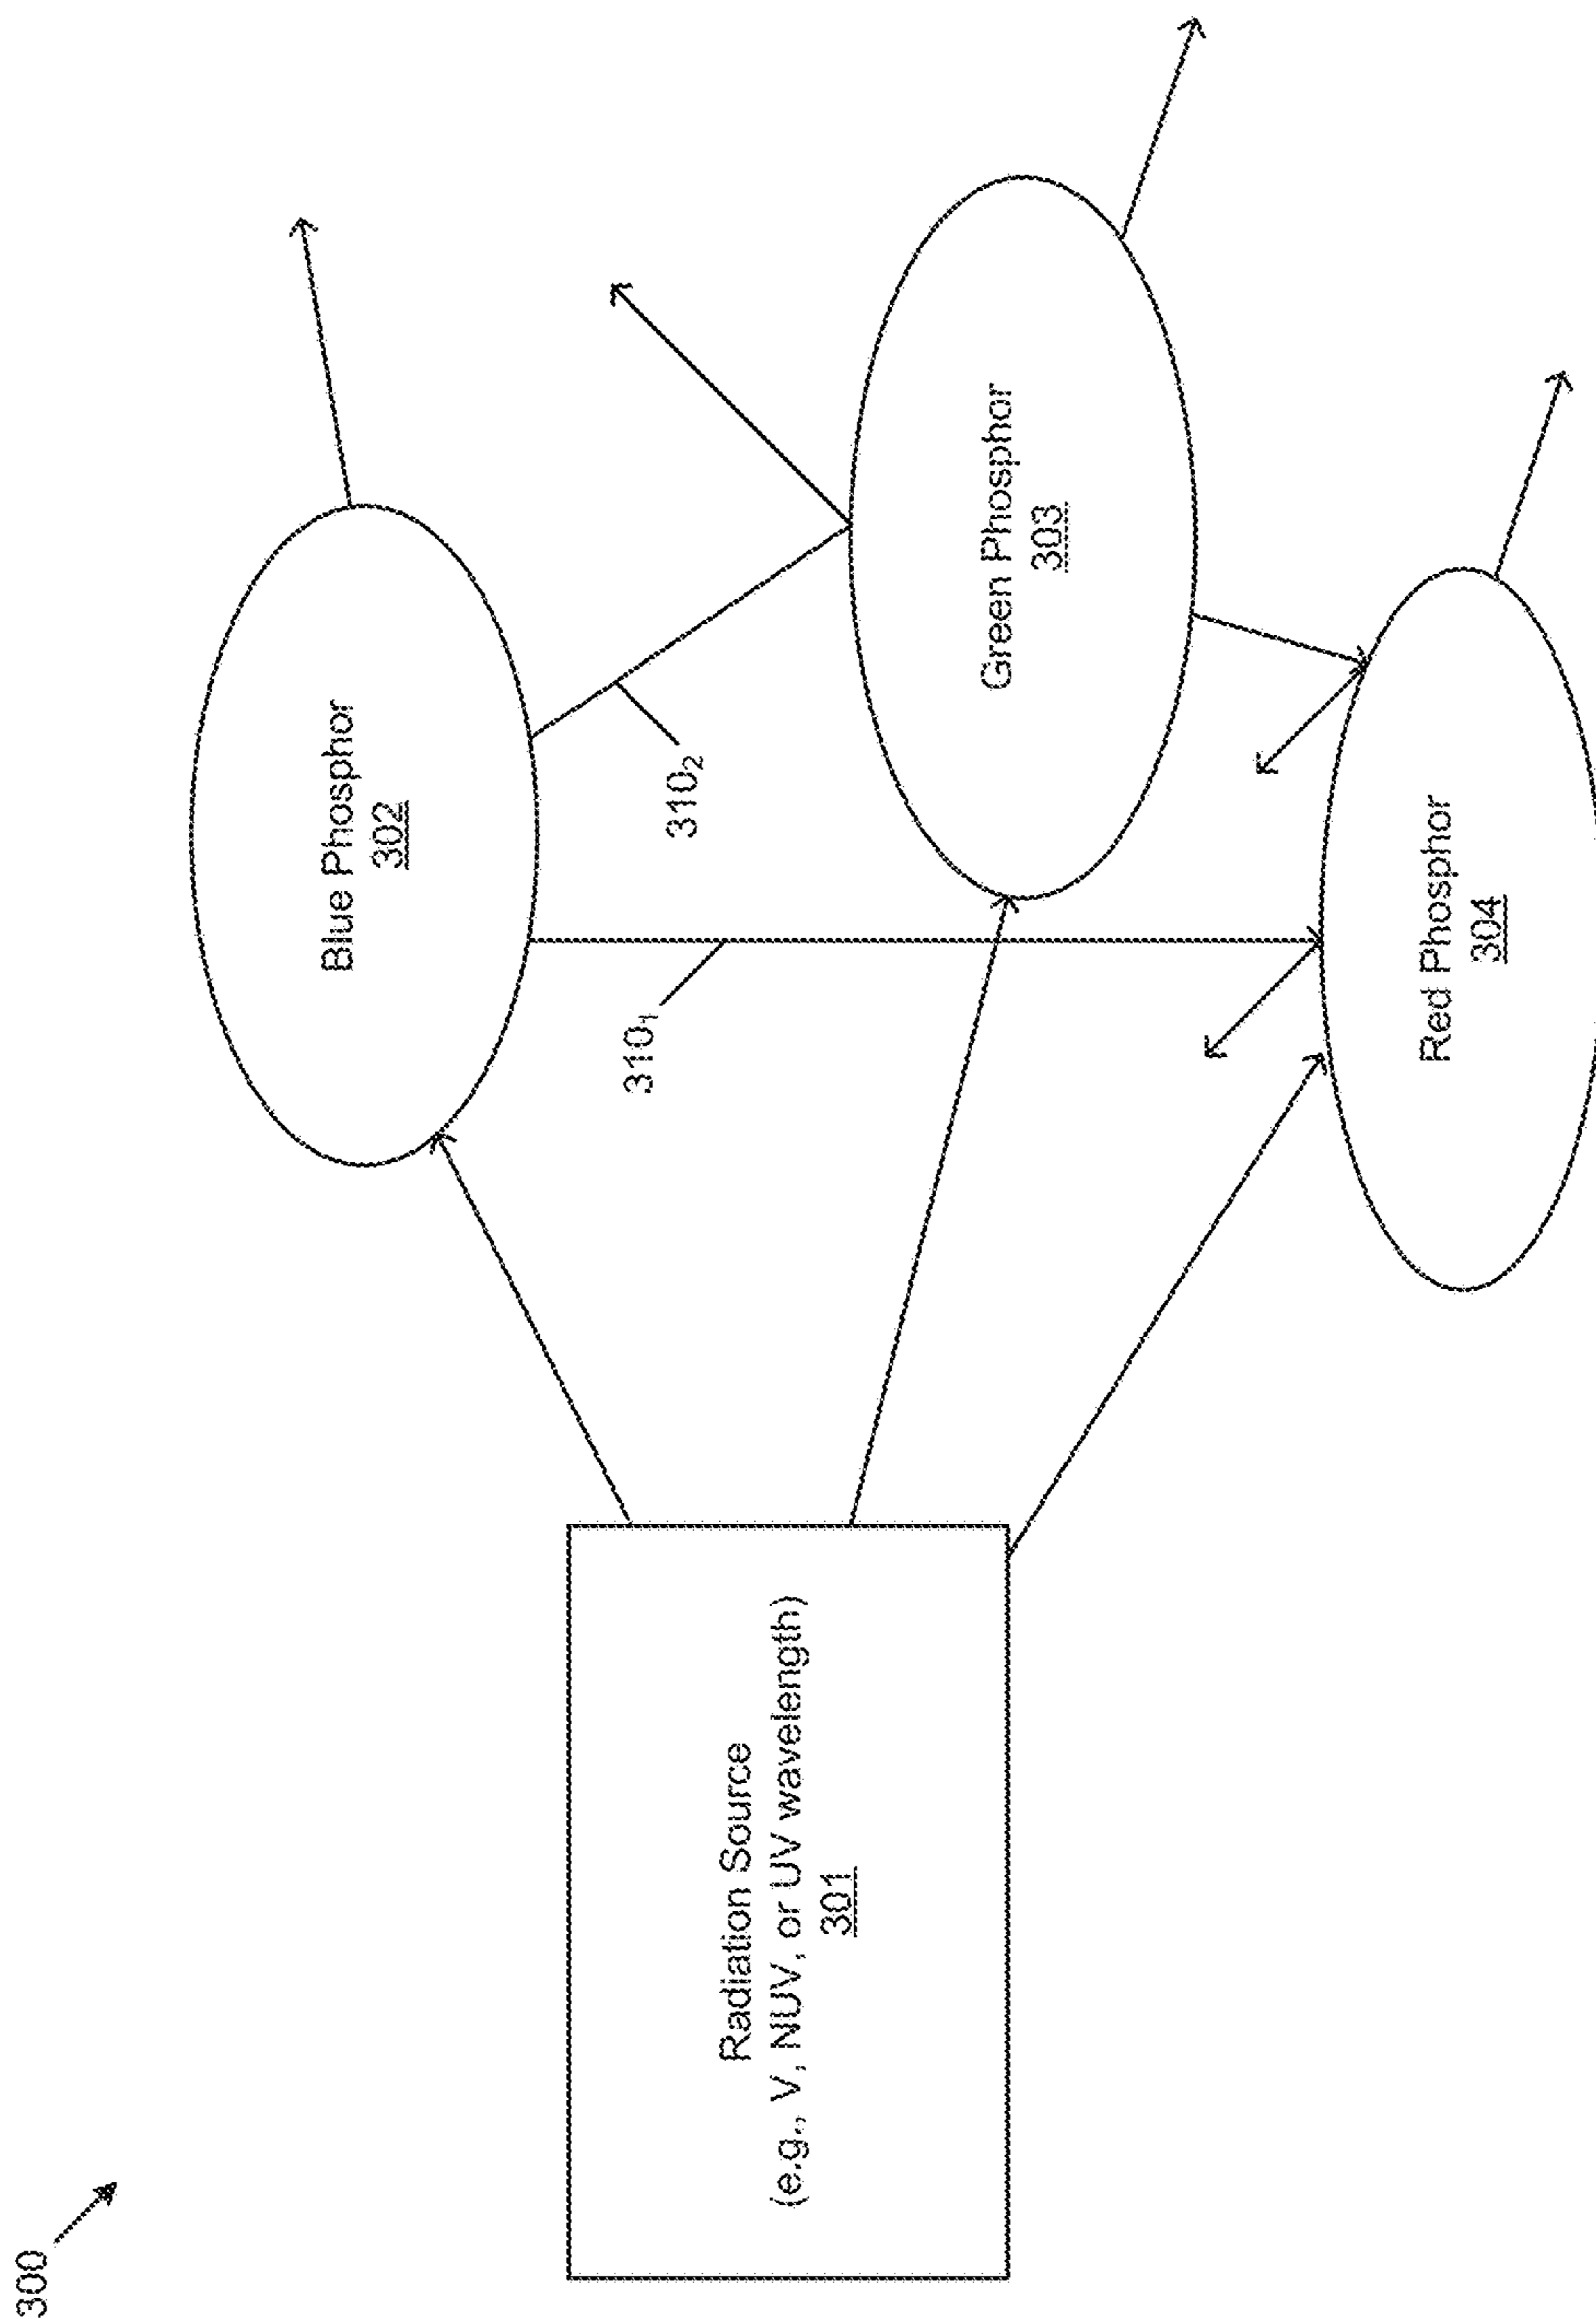 300
Radiation Source
(e.g., V, NUV, or UV wavelength)
301
Blue Phosphor
302
310₁
310₂
Green Phosphor
303
Red Phosphor
304